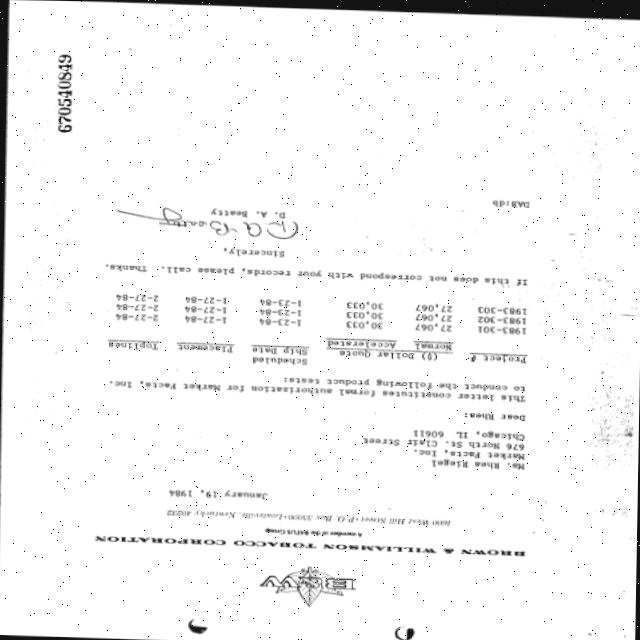 B&W
BROWN & WILLIAMSON TOBACCO CORPORATION
A member of the BATUS Group
1600 West Hill Street • P.O. Box 35090 • Louisville, Kentucky 40232
January 19, 1984
Ms. Rhea Riegel
Market Facts, Inc.
676 North St. Clair Street
Chicago, IL 60611
Dear Rhea:
This letter constitutes formal authorization for Market Facts, Inc.
to conduct the following product tests:
Project # ($) Dollar quote Normal Accelerated Scheduled Ship Date Placement Toplines
1983-301 27,067 30,033 1-23-84 1-27-84 2-27-84
1983-302 27,067 30,033 1-23-84 1-27-84 2-27-84
1983-303 27,067 30,033 1-23-84 1-27-84 2-27-84
If this does not correspond with your records, please call. Thanks.
Sincerely,
D A Beatty
D. A. Beatty
DAB:db
670540849